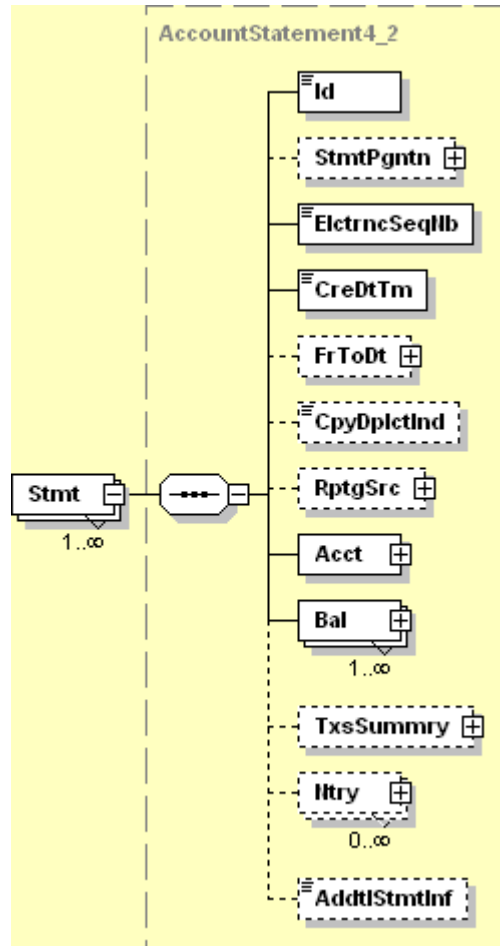 AccountStatement4_2
Id
StmtPgntn
ElctrncSeqNb
CreDtTm
FrToDt
CpyDplctInd
RptgSrc
Stmt
1..∞
Acct
Bal
1..∞
TxsSummry
Ntry
0..∞
AddtlStmtInf